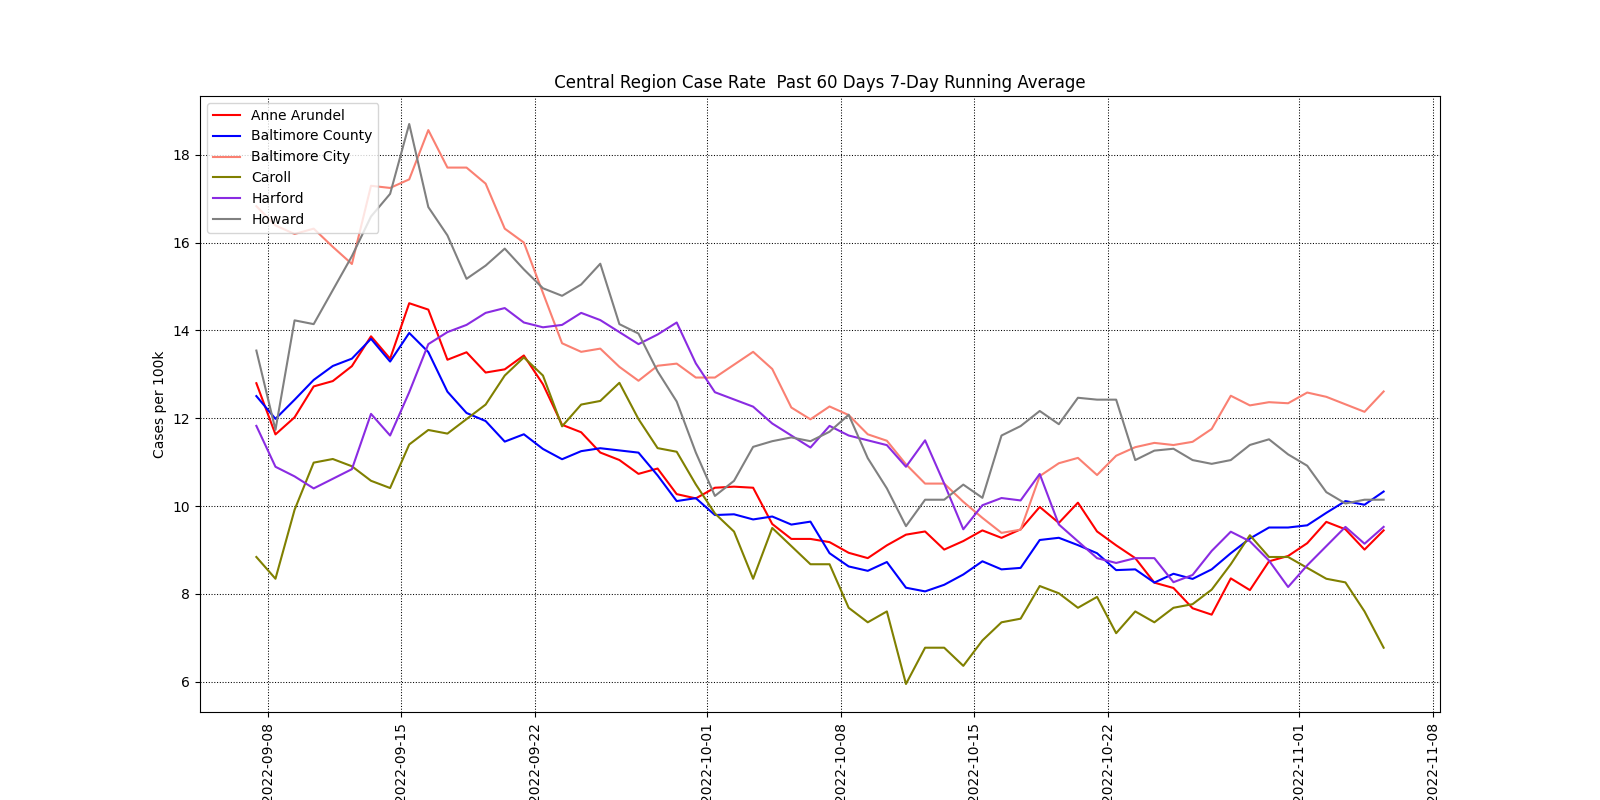 Central Region Case Rate  Past 60 Days 7-Day Running Average
Anne Arundel
Baltimore County
Baltimore City
Caroll
Harford
Howard
Cases per 100k
18
16
14
12
10
8
6
2022-09-08
2022-09-15
2022-09-22
2022-10-01
2022-10-08
2022-10-15
2022-10-22
2022-11-01
2022-11-08